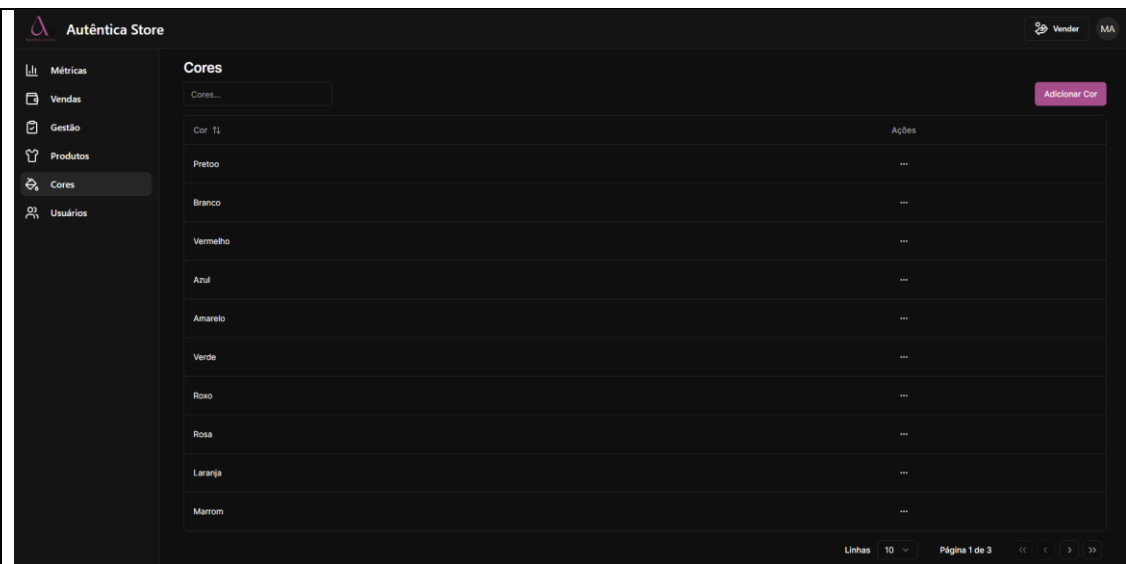 Autêntica Store
Vender
MA
Métricas
Vendas
Gestão
Produtos
Cores
Usuários
Cores
Cores...
Adicionar Cor
Cor
Ações
Pretoo
Branco
Vermelho
Azul
Amarelo
Verde
Roxo
Rosa
Laranja
Marrom
Linhas 10 Página 1 de 3